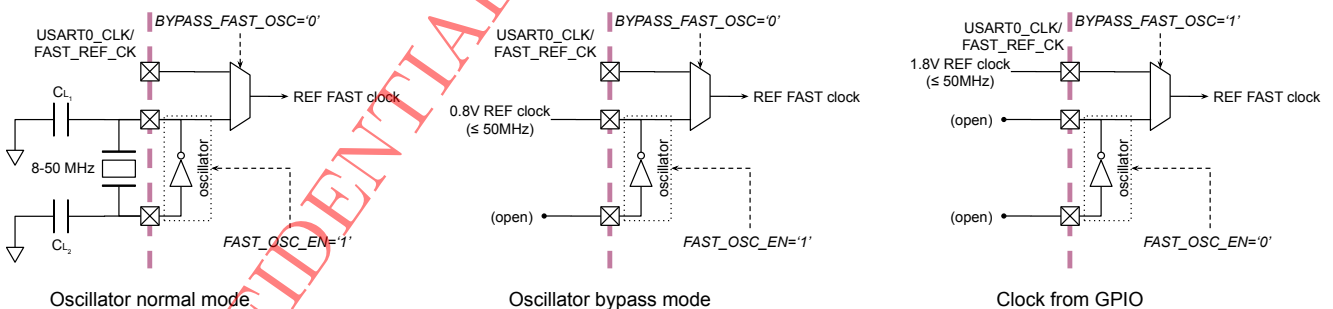 BYPASS_FAST_OSC='0'
USART0_CLK/
FAST_REF_CK
CL1
8-50 MHz
CL2
oscillator
REF FAST clock
FAST_OSC_EN='1'
Oscillator normal mode
BYPASS_FAST_OSC='0'
USART0_CLK/
FAST_REF_CK
0.8V REF clock
(≤ 50MHz)
(open)
oscillator
REF FAST clock
FAST_OSC_EN='1'
Oscillator bypass mode
BYPASS_FAST_OSC='1'
USART0_CLK/
FAST_REF_CK
1.8V REF clock
(≤ 50MHz)
(open)
(open)
oscillator
REF FAST clock
FAST_OSC_EN='0'
Clock from GPIO
FIDENTIAL